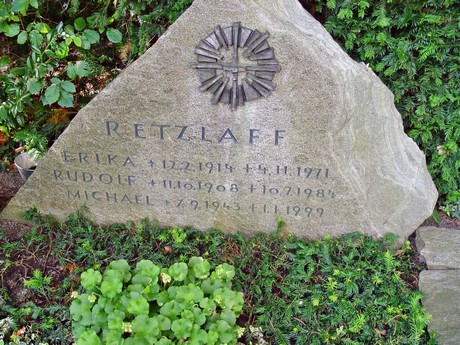 RETZLAFF
ERIKA * 12.2.1914 + 4.11.1971
RUDOLF * 11.10.1908 + 10.7.1984
MICHAEL * 7.9.1943 + 1.1.1999